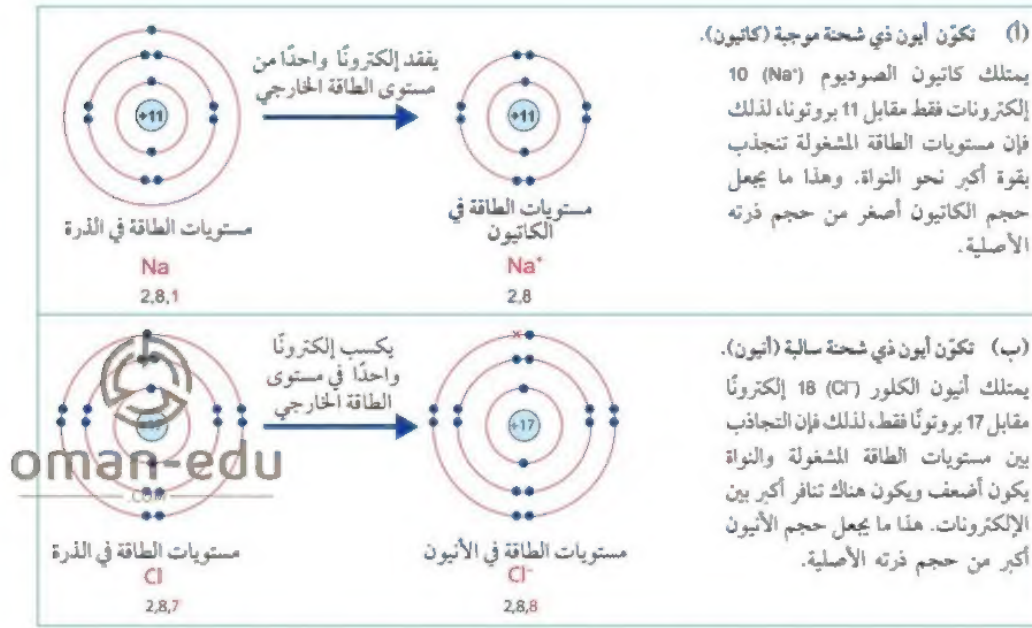 (أ) تكوّن أيون ذي شحنة موجبة (كاتيون).
يمتلك كاتيون الصوديوم (Na⁺) 10
إلكترونات فقط مقابل 11 بروتونا، لذلك
فإن مستويات الطاقة المشغولة تنجذب
بقوة أكبر نحو النواة. وهذا ما يجعل
حجم الكاتيون أصغر من حجم ذرته
الأصلية.
يفقد إلكترونًا واحدًا من
مستوى الطاقة الخارجي
+11
+11
مستويات الطاقة في الذرة
Na
2,8,1
مستويات الطاقة في
الكاتيون
Na⁺
2,8
(ب) تكوّن أيون ذي شحنة سالبة (أنيون).
يمتلك أنيون الكلور (Cl⁻) 18 إلكترونًا
مقابل 17 بروتونًا فقط، لذلك فإن التجاذب
بين مستويات الطاقة المشغولة والنواة
يكون أضعف ويكون هناك تنافر أكبر بين
الإلكترونات. هذا ما يجعل حجم الأنيون
أكبر من حجم ذرته الأصلية.
يكسب إلكترونًا
واحدًا في مستوى
الطاقة الخارجي
+17
oman-edu
.COM
مستويات الطاقة في الذرة
Cl
2,8,7
مستويات الطاقة في الأنيون
Cl⁻
2,8,8